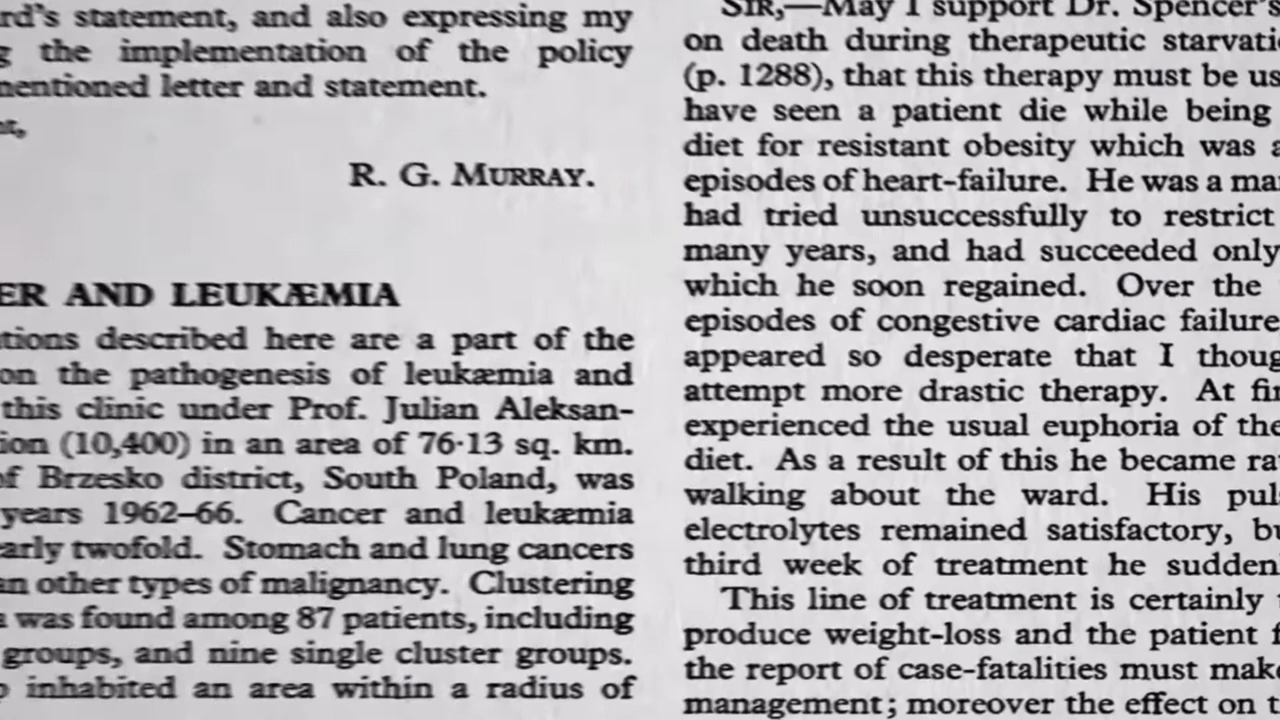 rd's statement, and also expressing my
the implementation of the policy
mentioned letter and statement.
R. G. MURRAY.
ER AND LEUKÆMIA
tions described here are a part of the
on the pathogenesis of leukæmia and
this clinic under Prof. Julian Aleksan-
ion (10,400) in an area of 76·13 sq. km.
of Brzesko district, South Poland, was
years 1962–66. Cancer and leukæmia
early twofold. Stomach and lung cancers
an other types of malignancy. Clustering
was found among 87 patients, including
groups, and nine single cluster groups.
inhabited an area within a radius of
SIR,—May I support Dr. Spencer's
on death during therapeutic starvati
(p. 1288), that this therapy must be us
have seen a patient die while being
diet for resistant obesity which was a
episodes of heart-failure. He was a ma
had tried unsuccessfully to restrict
many years, and had succeeded only
which he soon regained. Over the
episodes of congestive cardiac failure
appeared so desperate that I thoug
attempt more drastic therapy. At fir
experienced the usual euphoria of the
diet. As a result of this he became ra
walking about the ward. His pul
electrolytes remained satisfactory, bu
third week of treatment he sudden
This line of treatment is certainly
produce weight-loss and the patient f
the report of case-fatalities must make
management; moreover the effect on t